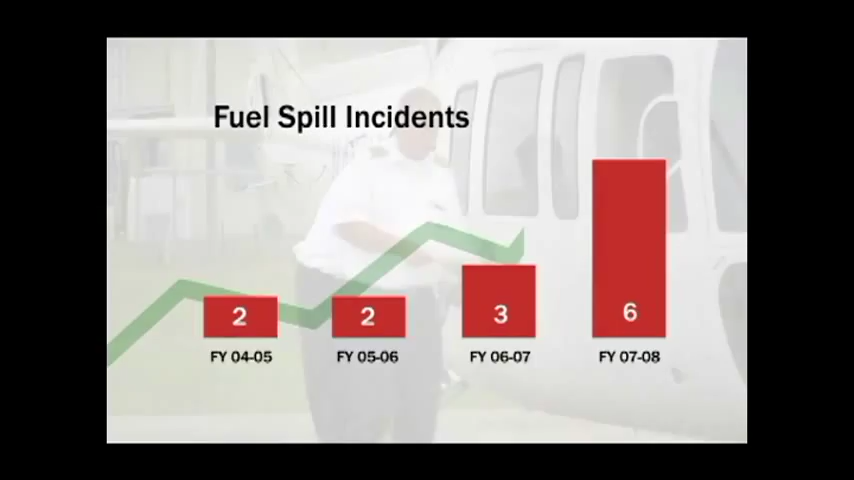 Fuel Spill Incidents
2
2
3
6
FY 04-05
FY 05-06
FY 06-07
FY 07-08